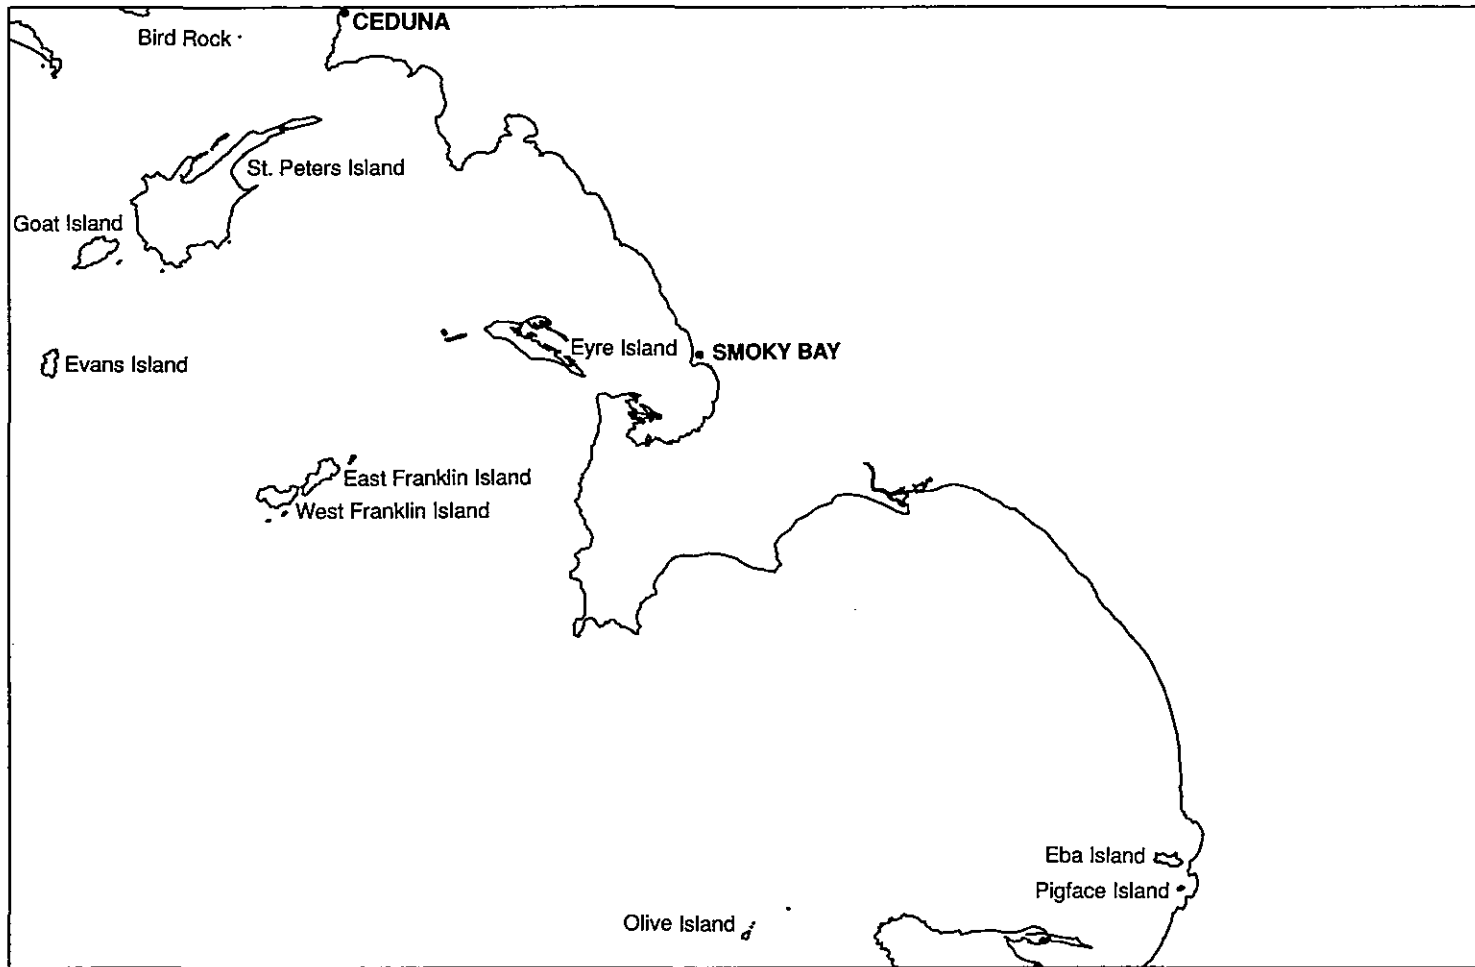 CEDUNA
Bird Rock
St. Peters Island
Goat Island
Eyre Island
SMOKY BAY
Evans Island
East Franklin Island
West Franklin Island
Eba Island
Pigface Island
Olive Island